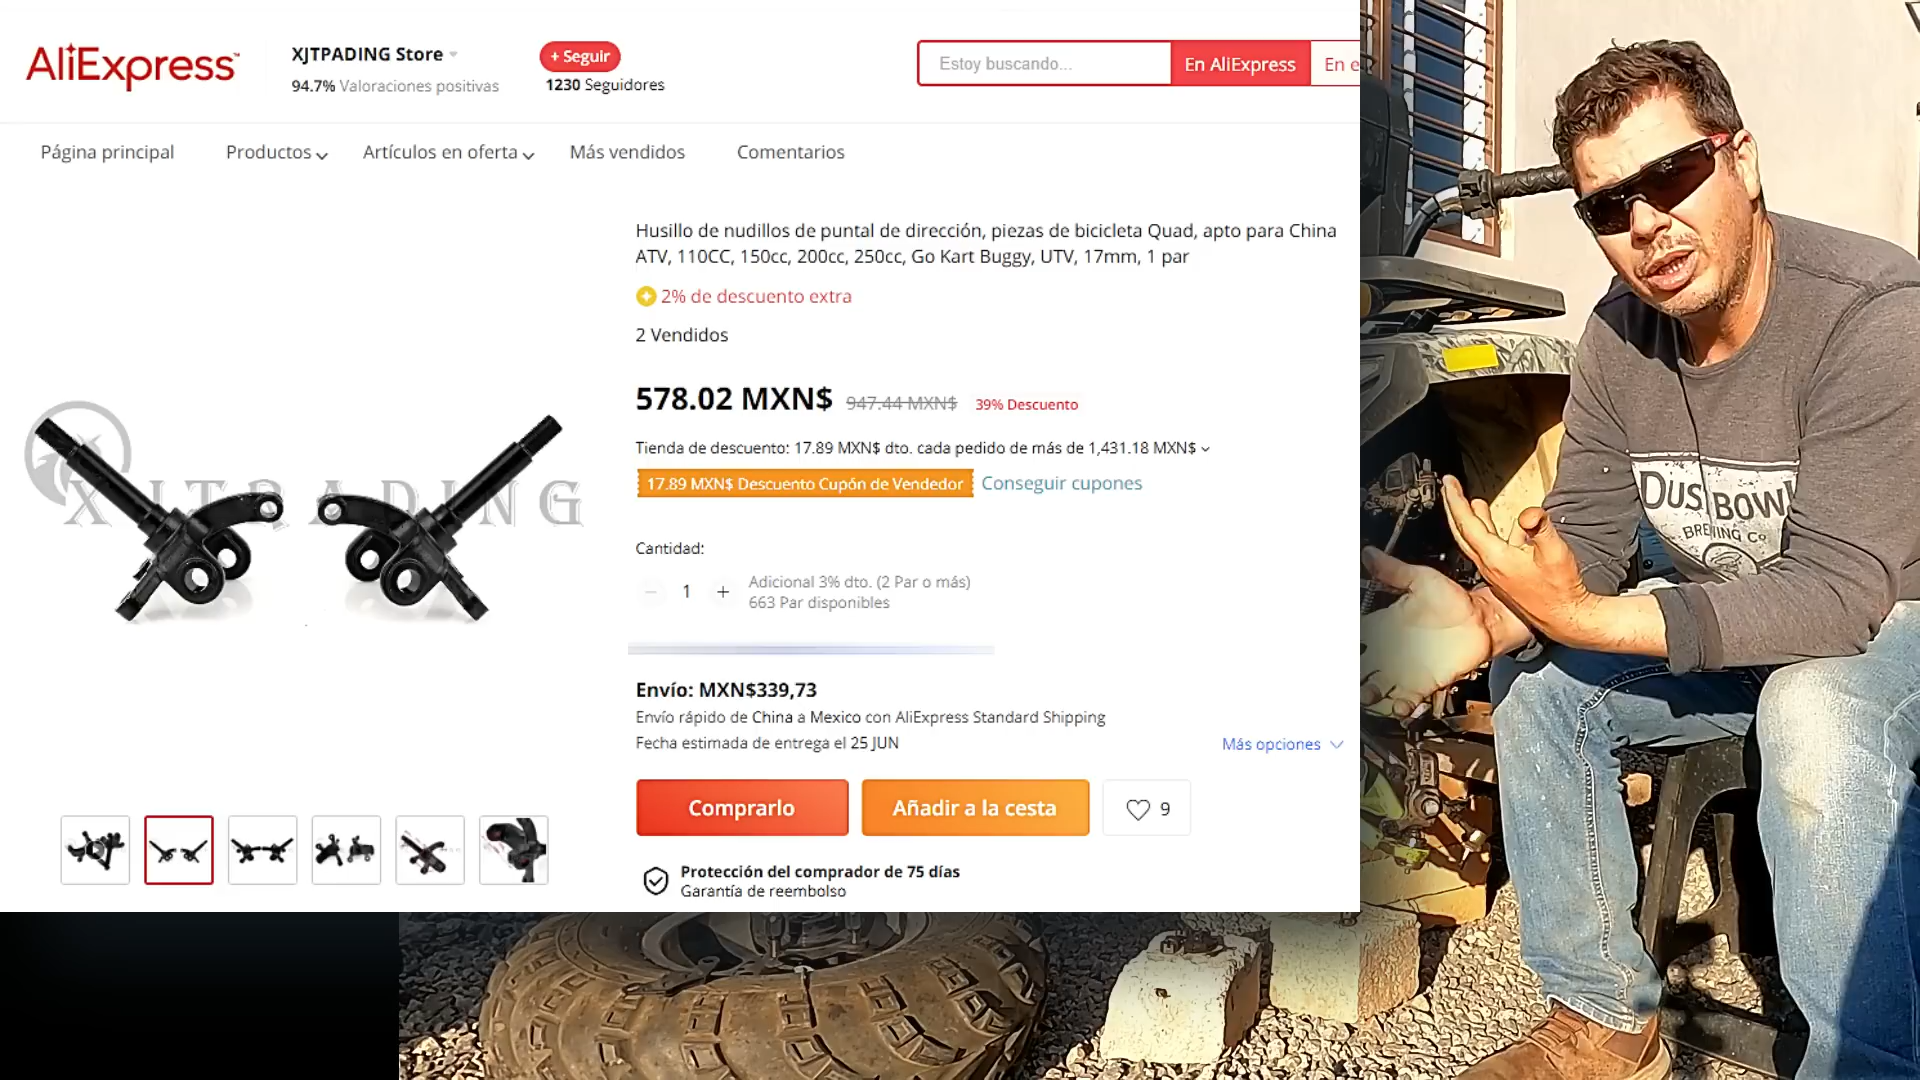 AliExpress™
XJTPADING Store
94.7% Valoraciones positivas
+ Seguir
1230 Seguidores
Estoy buscando...
En AliExpress
En e
Página principal
Productos
Artículos en oferta
Más vendidos
Comentarios
Husillo de nudillos de puntal de dirección, piezas de bicicleta Quad, apto para China
ATV, 110CC, 150cc, 200cc, 250cc, Go Kart Buggy, UTV, 17mm, 1 par
2% de descuento extra
2 Vendidos
578.02 MXN$ 947.44 MXN$ 39% Descuento
Tienda de descuento: 17.89 MXN$ dto. cada pedido de más de 1,431.18 MXN$
17.89 MXN$ Descuento Cupón de Vendedor
Conseguir cupones
XJTRADING
Cantidad:
1
Adicional 3% dto. (2 Par o más)
663 Par disponibles
Envío: MXN$339,73
Envío rápido de China a Mexico con AliExpress Standard Shipping
Fecha estimada de entrega el 25 JUN
Más opciones
Comprarlo
Añadir a la cesta
9
Protección del comprador de 75 días
Garantía de reembolso
DUSTBOWL
BREWING Co